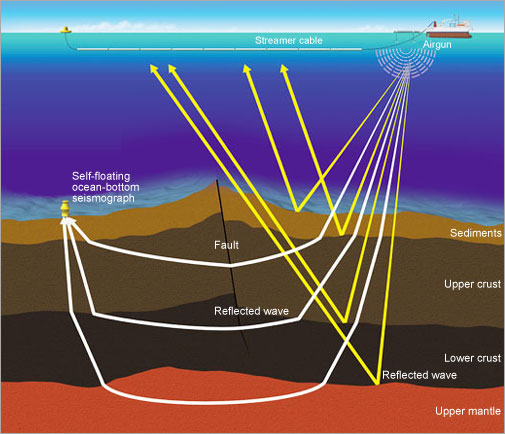 Streamer cable
Airgun
Self-floating
ocean-bottom
seismograph
Sediments
Fault
Upper crust
Reflected wave
Lower crust
Reflected wave
Upper mantle